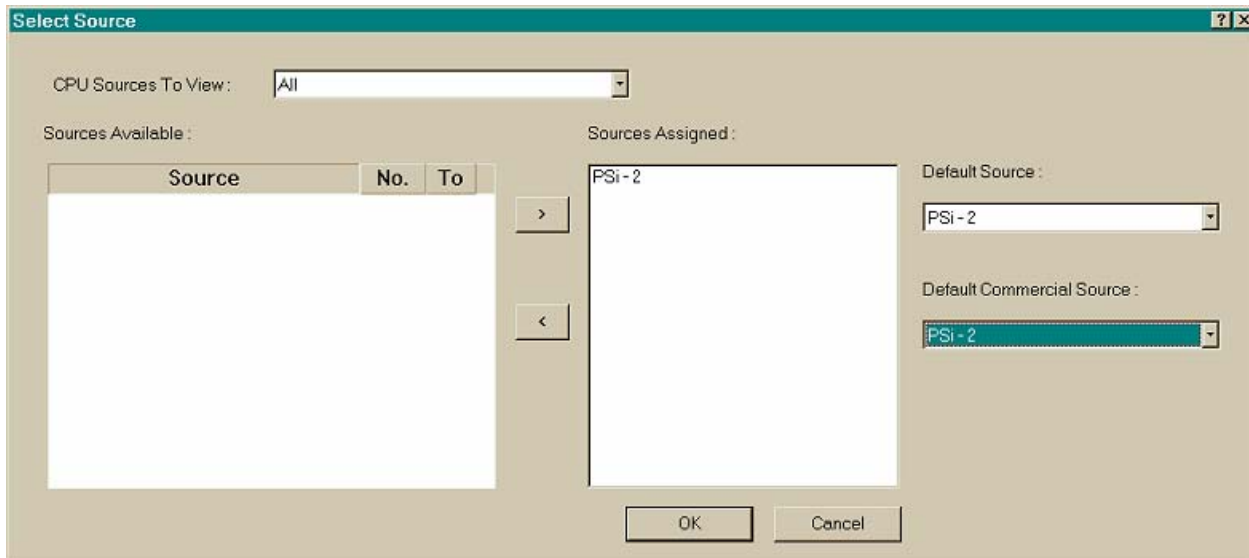 Select Source
CPU Sources To View : All
Sources Available :
Source No. To
>
<
Sources Assigned :
PSi - 2
Default Source :
PSi - 2
Default Commercial Source :
PSi - 2
OK Cancel